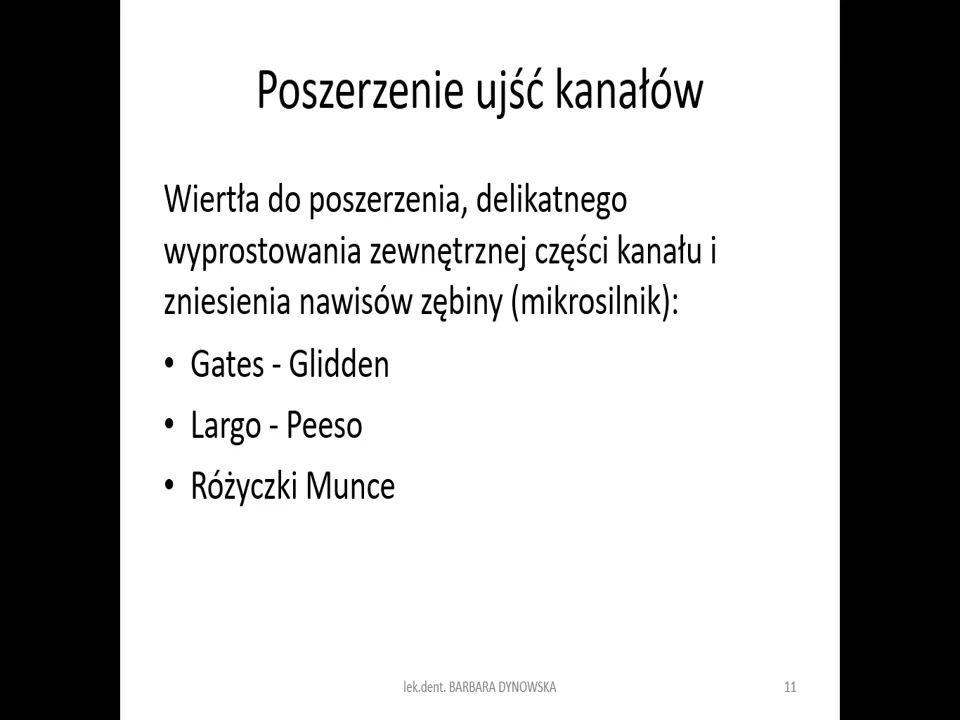 Poszerzenie ujść kanałów
Wiertła do poszerzenia, delikatnego
wyprostowania zewnętrznej części kanału i
zniesienia nawisów zębiny (mikrosilnik):
• Gates - Glidden
• Largo - Peeso
• Różyczki Munce
lek.dent. BARBARA DYNOWSKA
11